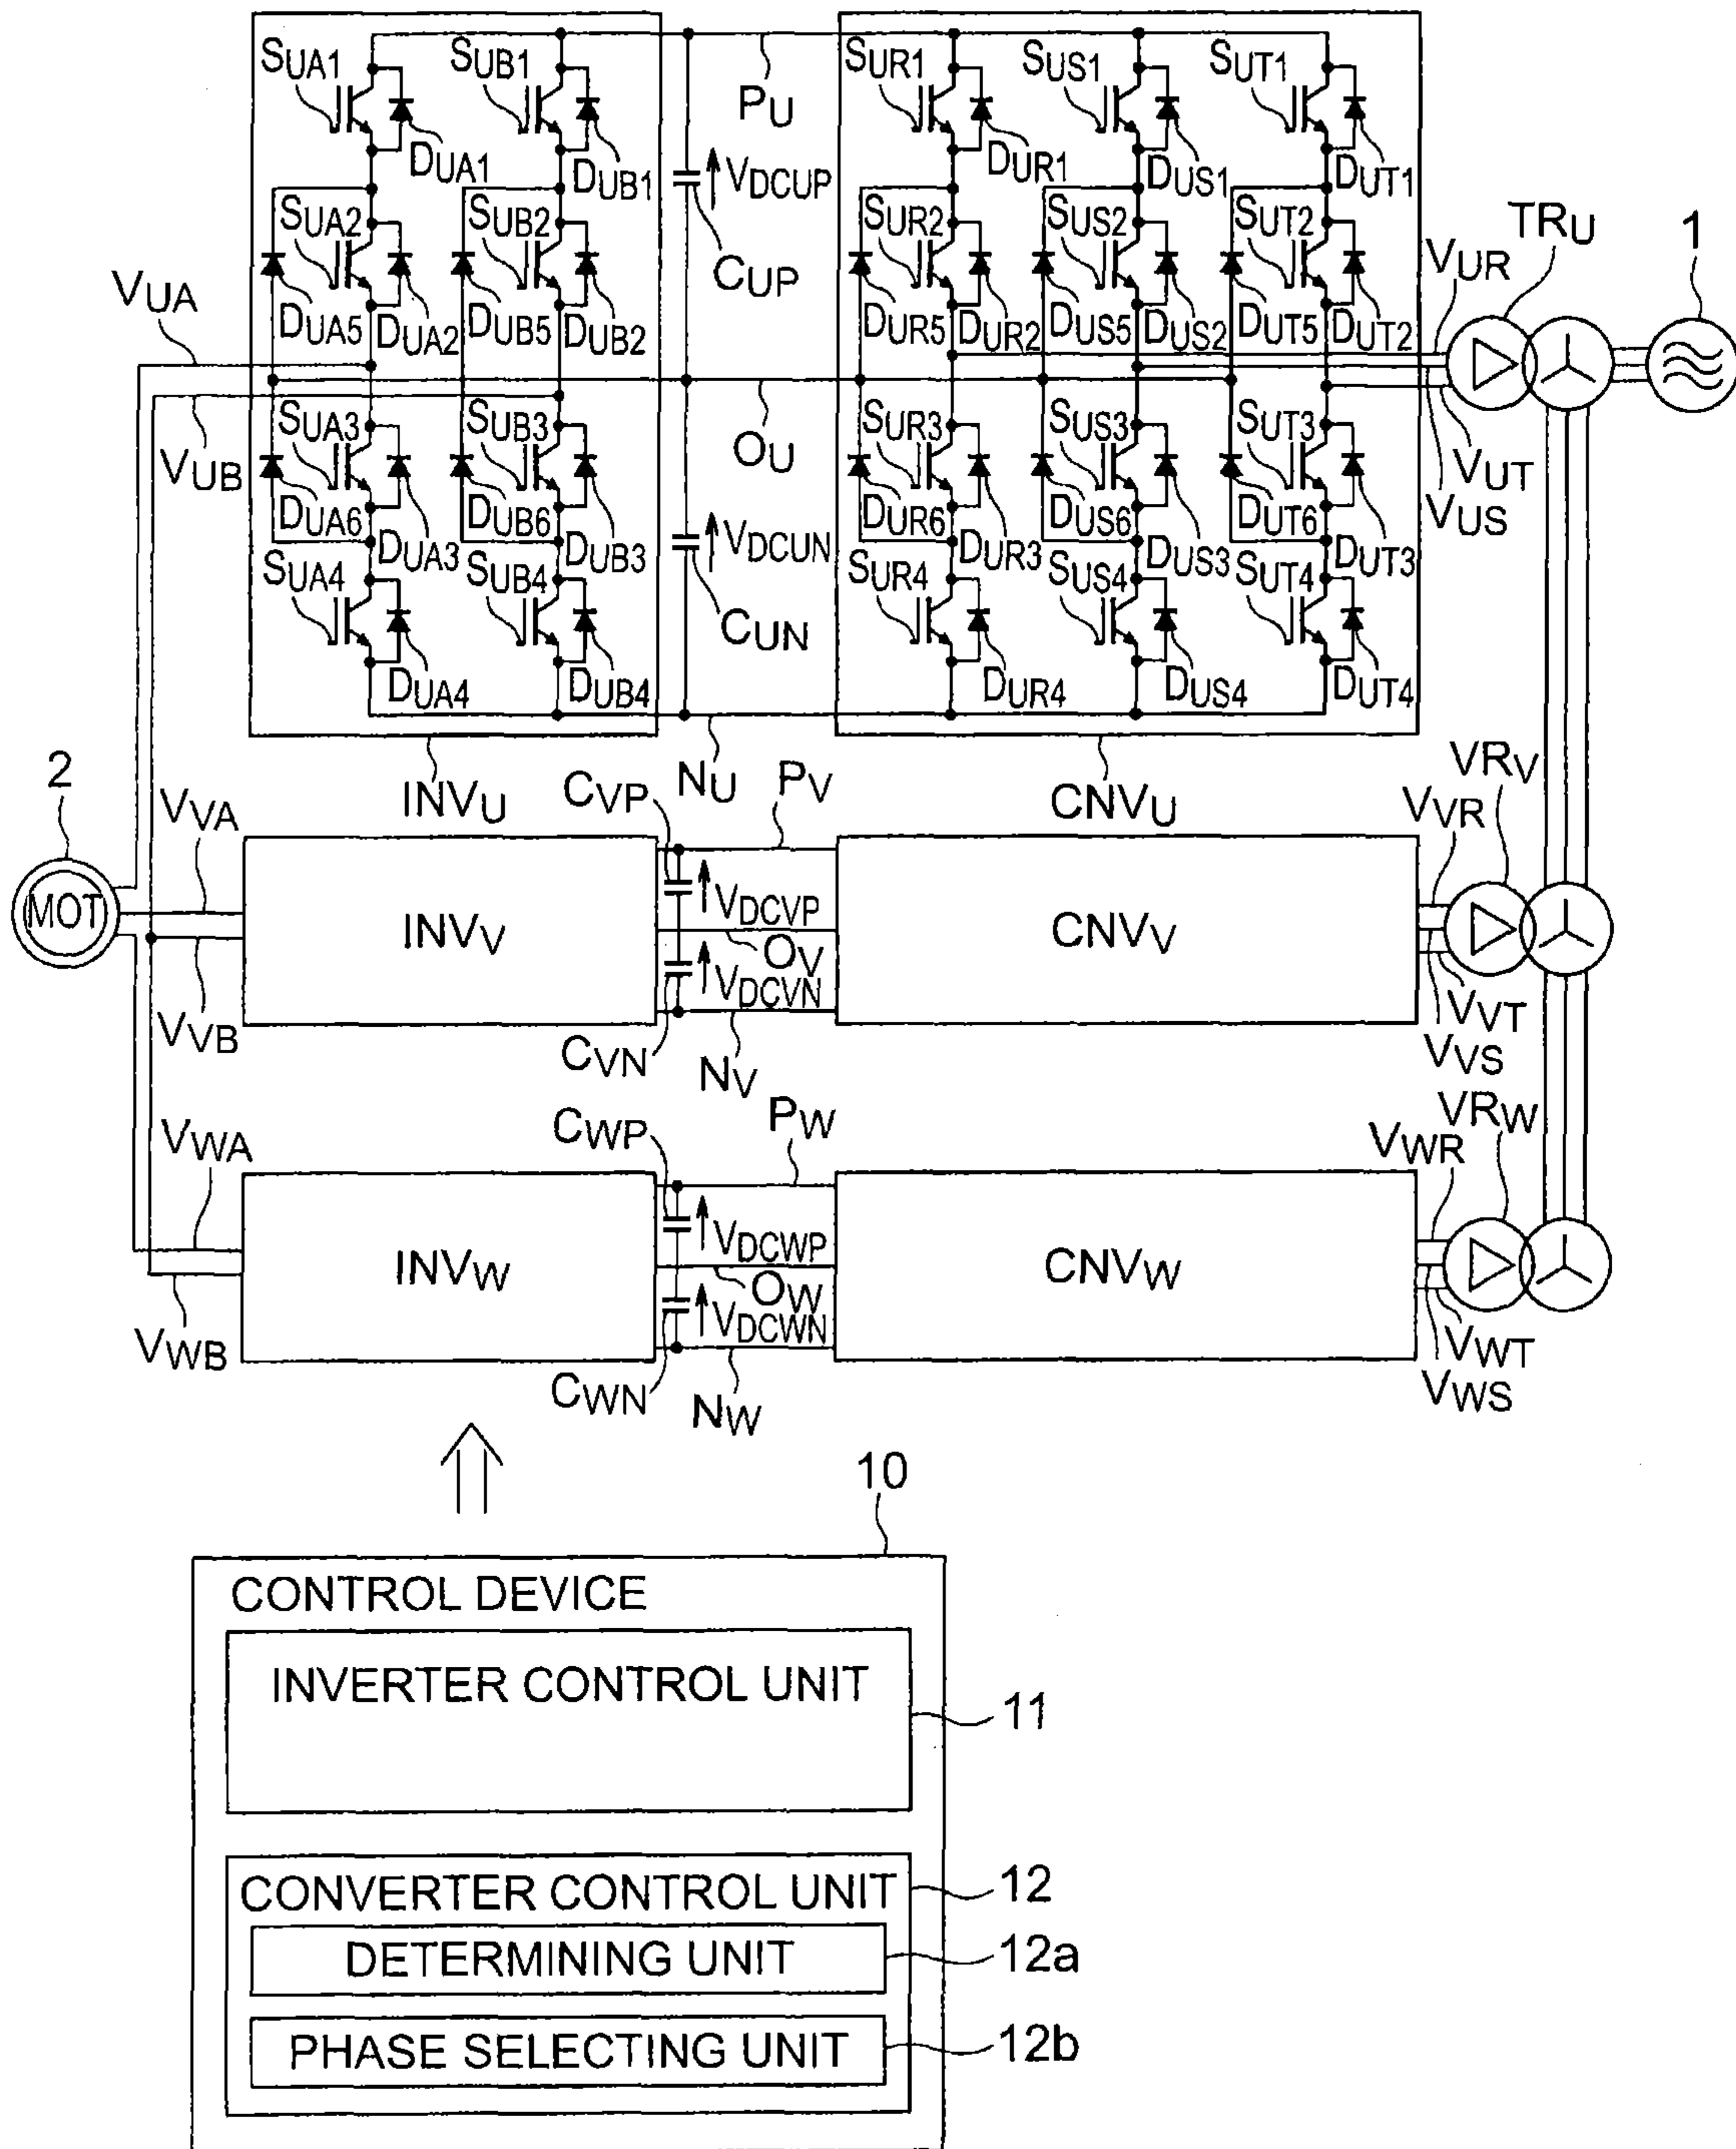 SUA1 SUB1 SUR1 SUS1 SUT1
PU
DUA1 DUB1 VDCUP DUR1 DUS1 DUT1
SUA2 SUB2 SUR2 SUS2 SUT2
TRU 1
VUR
VUA
CUP
DUA5 DUA2 DUB5 DUB2 DUR5 DUR2 DUS5 DUS2 DUT5 DUT2
SUA3 SUB3 OU SUR3 SUS3 SUT3
VUB
VUT
VUS
DUA6 DUB6 DUR6 DUS6 DUT6
DUA3 DUB3 VDCUN DUR3 DUS3 DUT3
SUA4 SUB4 SUR4 SUS4 SUT4
CUN
DUA4 DUB4 DUR4 DUS4 DUT4
2
INVU CVP NU PV CNVU VRV
VVA
VVR
MOT
INVV
VDCVP
OV
VDCVN
CNVV
VVB
VVT
VVS
CVN NV
PW VRW
VWA CWP VWR
INVW
VDCWP
OW
VDCWN
CNVW
VWB
VWT
VWS
CWN NW
10
CONTROL DEVICE
INVERTER CONTROL UNIT
11
CONVERTER CONTROL UNIT 12
DETERMINING UNIT 12a
PHASE SELECTING UNIT 12b